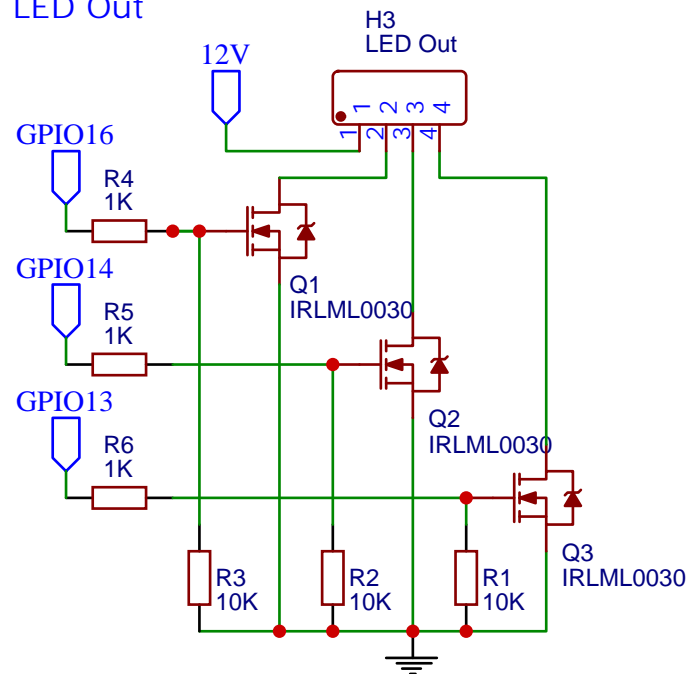 LED Out
H3
LED Out
12V
1 2 3 4
1 2 3 4
GPIO16
R4
1K
Q1
IRLML0030
GPIO14
R5
1K
Q2
IRLML0030
GPIO13
R6
1K
Q3
IRLML0030
R3
10K
R2
10K
R1
10K